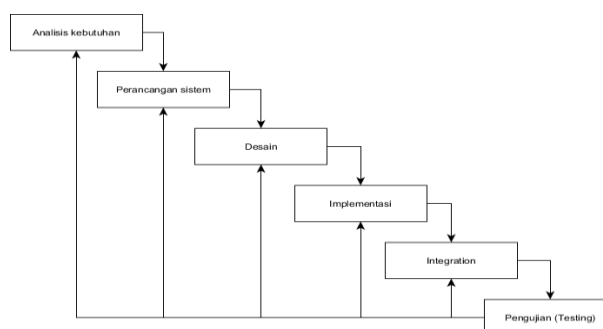 Analisis kebutuhan
Perancangan sistem
Desain
Implementasi
Integration
Pengujian (Testing)